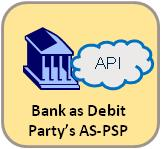 API
Bank as Debit
Party's AS-PSP